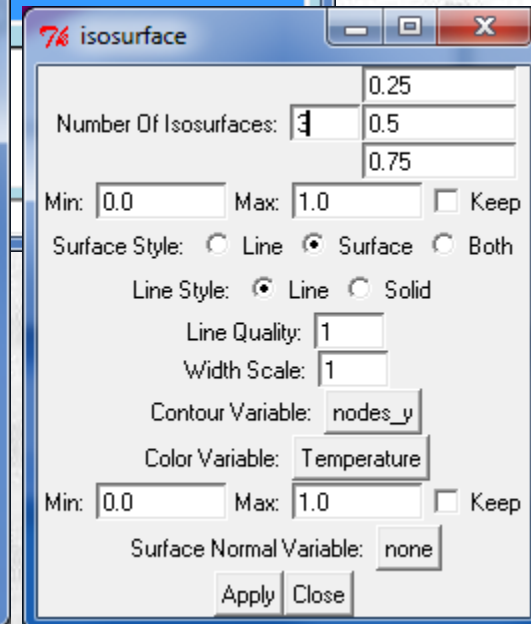 isosurface
0.25
Number Of Isosurfaces: 3 0.5
0.75
Min: 0.0 Max: 1.0 Keep
Surface Style: Line Surface Both
Line Style: Line Solid
Line Quality: 1
Width Scale: 1
Contour Variable: nodes_y
Color Variable: Temperature
Min: 0.0 Max: 1.0 Keep
Surface Normal Variable: none
Apply Close